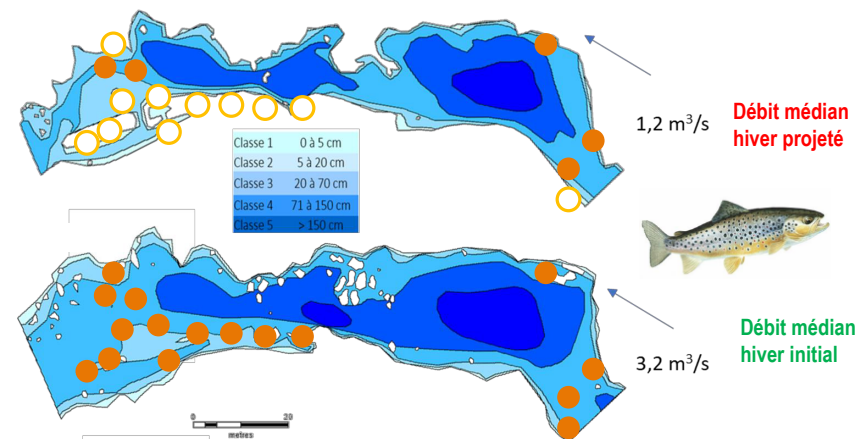 1,2 m³/s
Débit médian
hiver projeté
Classe 1 0 à 5 cm
Classe 2 5 à 20 cm
Classe 3 20 à 70 cm
Classe 4 71 à 150 cm
Classe 5 > 150 cm
3,2 m³/s
Débit médian
hiver initial
0 20
metres